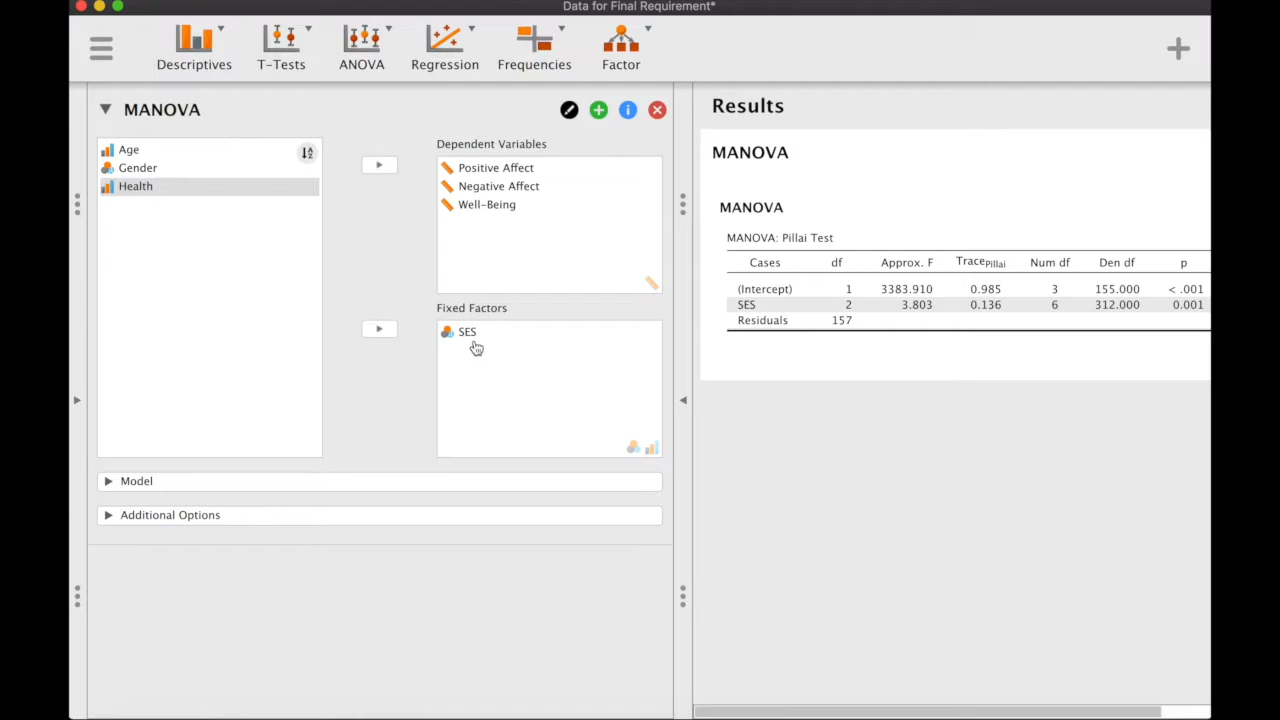 Data for Final Requirement*
Descriptives T-Tests ANOVA Regression Frequencies Factor
MANOVA
Age
Gender
Health
Dependent Variables
Positive Affect
Negative Affect
Well-Being
Fixed Factors
SES
Model
Additional Options
Results
MANOVA
MANOVA
MANOVA: Pillai Test
Cases df Approx. F TracePillai Num df Den df p
(Intercept) 1 3383.910 0.985 3 155.000 < .001
SES 2 3.803 0.136 6 312.000 0.001
Residuals 157